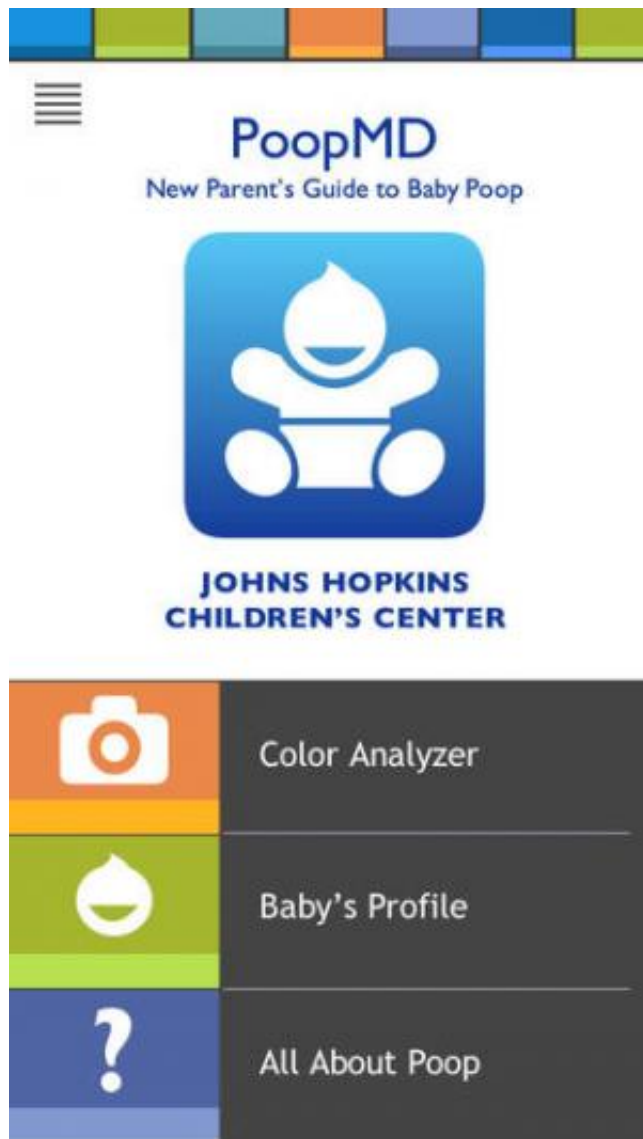 PoopMD
New Parent's Guide to Baby Poop
JOHNS HOPKINS
CHILDREN'S CENTER
Color Analyzer
Baby's Profile
?
All About Poop